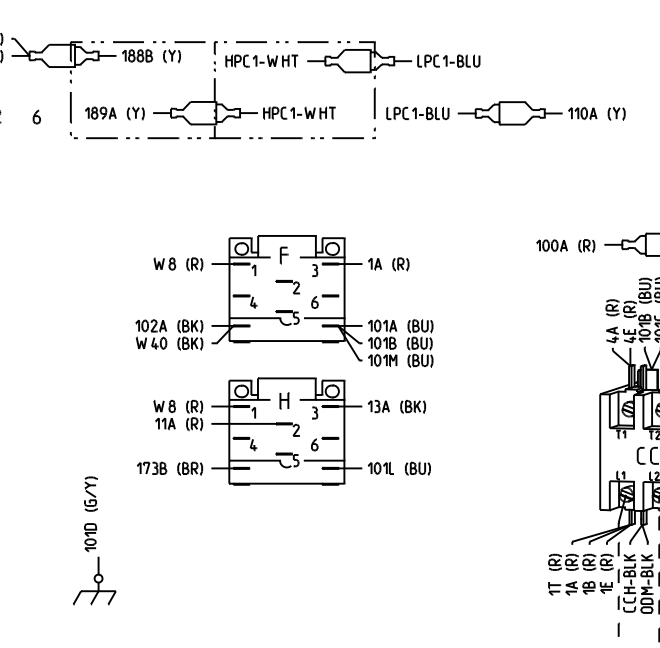 188B (Y)
HPC1-WHT
LPC1-BLU
6
189A (Y)
HPC1-WHT
LPC1-BLU
110A (Y)
100A (R)
W8 (R)
F
1
3
1A (R)
2
4
6
5
102A (BK)
W40 (BK)
101A (BU)
101B (BU)
101M (BU)
4A (R)
4E (R)
101B (BU)
W8 (R)
11A (R)
H
1
3
13A (BK)
2
4
6
5
173B (BR)
101L (BU)
T1
T2
CC
L1
L2
101D (G/Y)
1T (R)
1A (R)
1B (R)
1E (R)
CCH-BLK
ODM-BLK